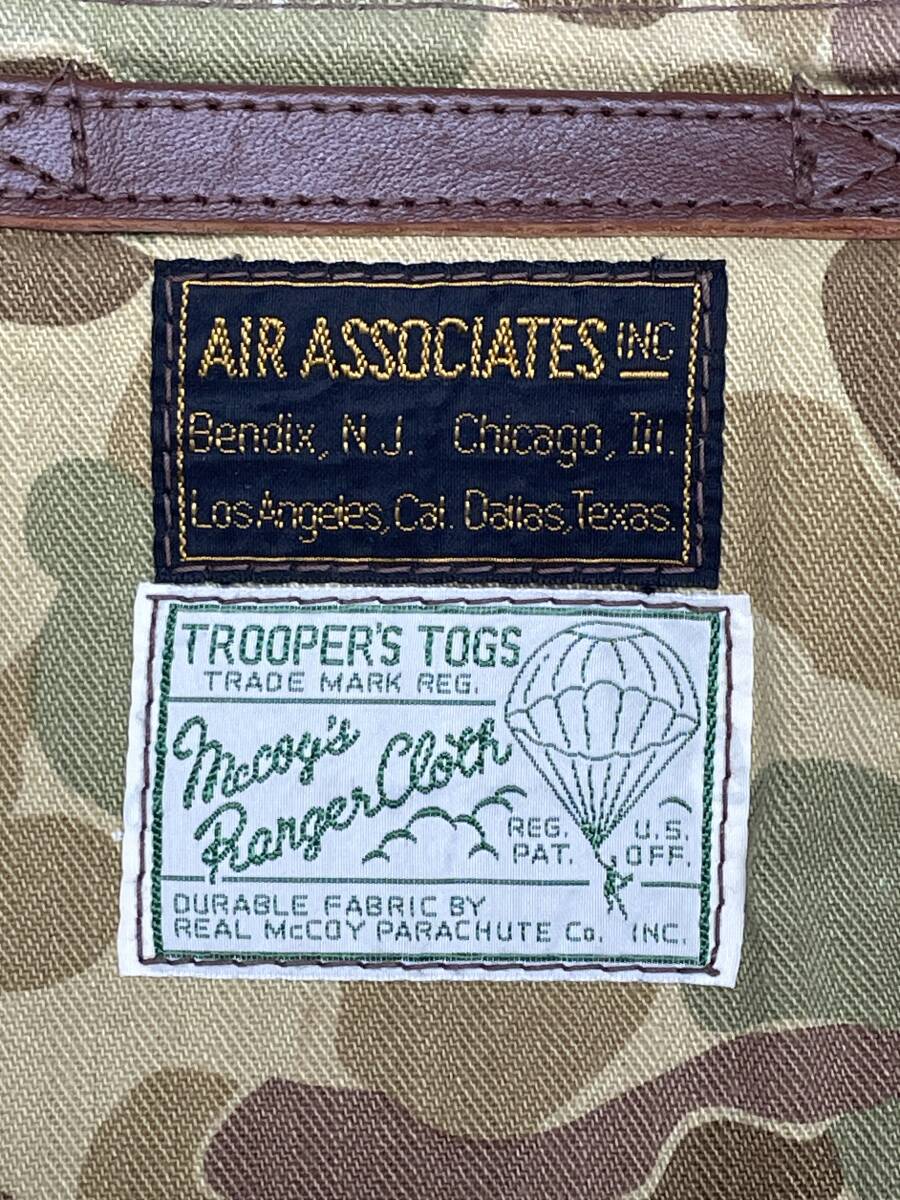 AIR ASSOCIATES INC
Bendix, N.J. Chicago, Ill.
Los Angeles, Cal. Dallas, Texas.
TROOPER'S TOGS
TRADE MARK REG.
McCoy's
Ranger Cloth
REG. U.S.
PAT. OFF.
DURABLE FABRIC BY
REAL McCOY PARACHUTE Co. INC.